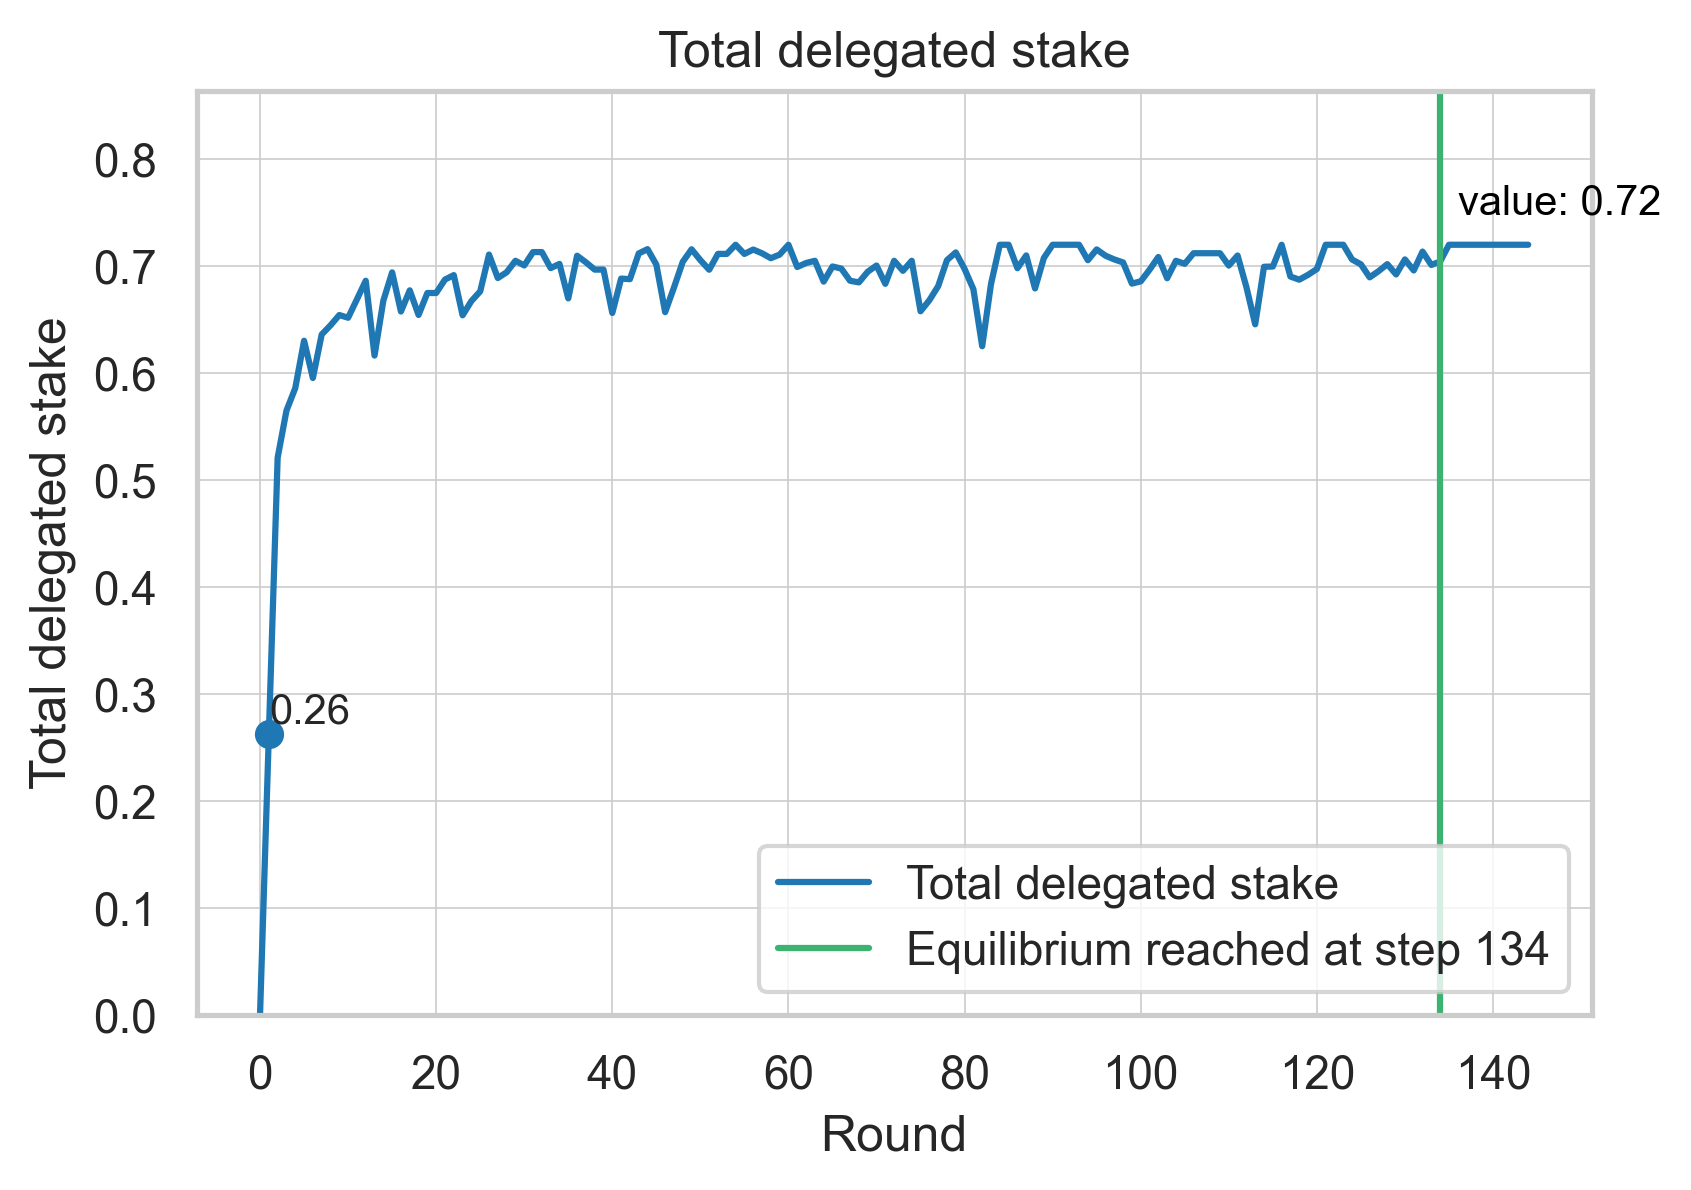 Total delegated stake
Total delegated stake
0.8
0.7
0.6
0.5
0.4
0.3
0.2
0.1
0.0
value: 0.72
0.26
Total delegated stake
Equilibrium reached at step 134
0 20 40 60 80 100 120 140
Round